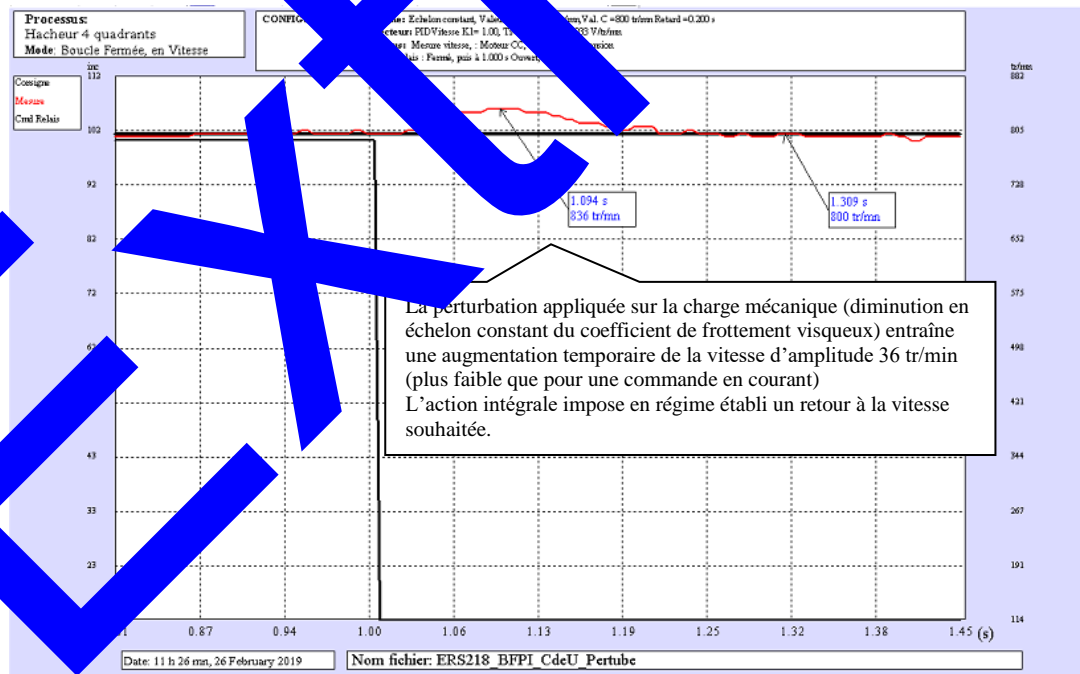 Processus:
Hacheur 4 quadrants
Mode: Boucle Fermée, en Vitesse
Echelon constant, Val. C =800 tr/mn Retard =0.200 s
PID Vitesse K1= 1.00, V/tr/mn
Mesure vitesse, : Moteur CC,
: Fermé, puis à 1.000 s
Consigne
Mesure
Cmd Relais
inc
tr/mn
112
882
102
805
92
728
82
652
72
575
498
421
43
344
33
267
23
191
114
1.094 s
836 tr/mn
1.309 s
800 tr/mn
La perturbation appliquée sur la charge mécanique (diminution en
échelon constant du coefficient de frottement visqueux) entraîne
une augmentation temporaire de la vitesse d’amplitude 36 tr/min
(plus faible que pour une commande en courant)
L’action intégrale impose en régime établi un retour à la vitesse
souhaitée.
0.87 0.94 1.00 1.06 1.13 1.19 1.25 1.32 1.38 1.45 (s)
Date: 11 h 26 mn, 26 February 2019
Nom fichier: ERS218_BFPI_CdeU_Pertube